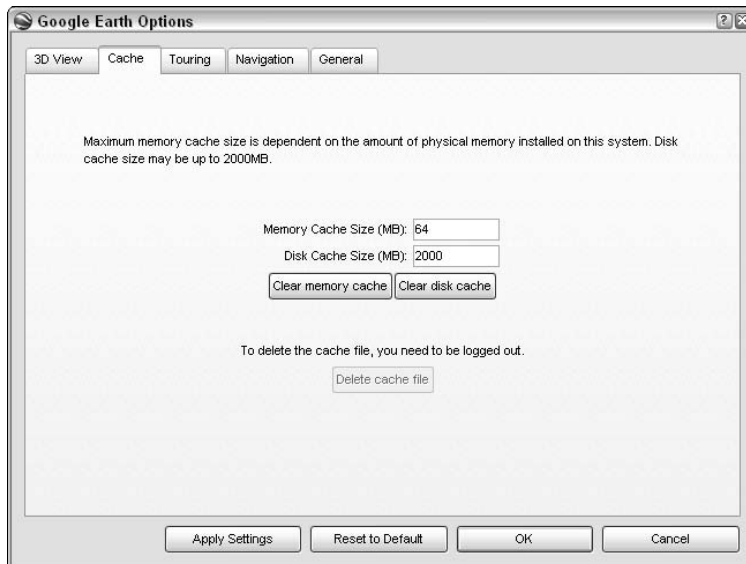 Google Earth Options
3D View Cache Touring Navigation General
Maximum memory cache size is dependent on the amount of physical memory installed on this system. Disk
cache size may be up to 2000MB.
Memory Cache Size (MB): 64
Disk Cache Size (MB): 2000
Clear memory cache Clear disk cache
To delete the cache file, you need to be logged out.
Delete cache file
Apply Settings Reset to Default OK Cancel